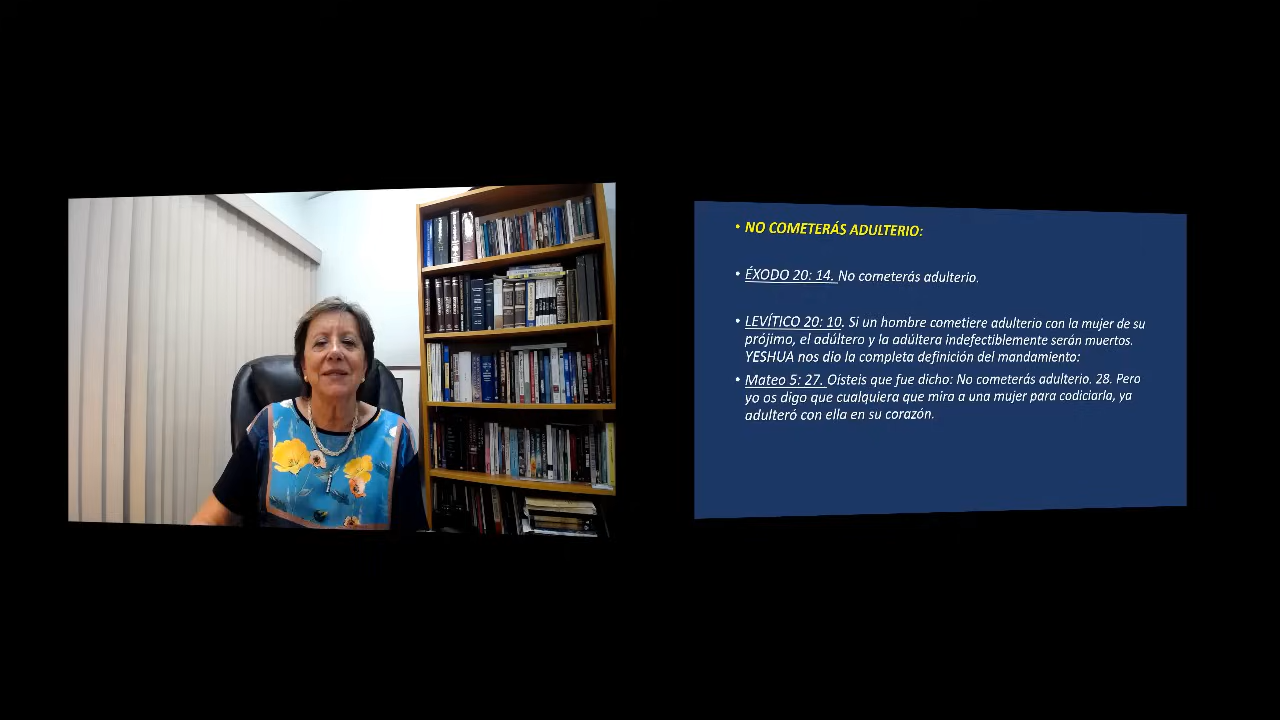 • NO COMETERÁS ADULTERIO:
• ÉXODO 20: 14. No cometerás adulterio.
• LEVÍTICO 20: 10. Si un hombre cometiere adulterio con la mujer de su
prójimo, el adúltero y la adúltera indefectiblemente serán muertos.
YESHUA nos dio la completa definición del mandamiento:
• Mateo 5: 27. Oísteis que fue dicho: No cometerás adulterio. 28. Pero
yo os digo que cualquiera que miro a una mujer para codiciarla, ya
adulteró con ella en su corazón.